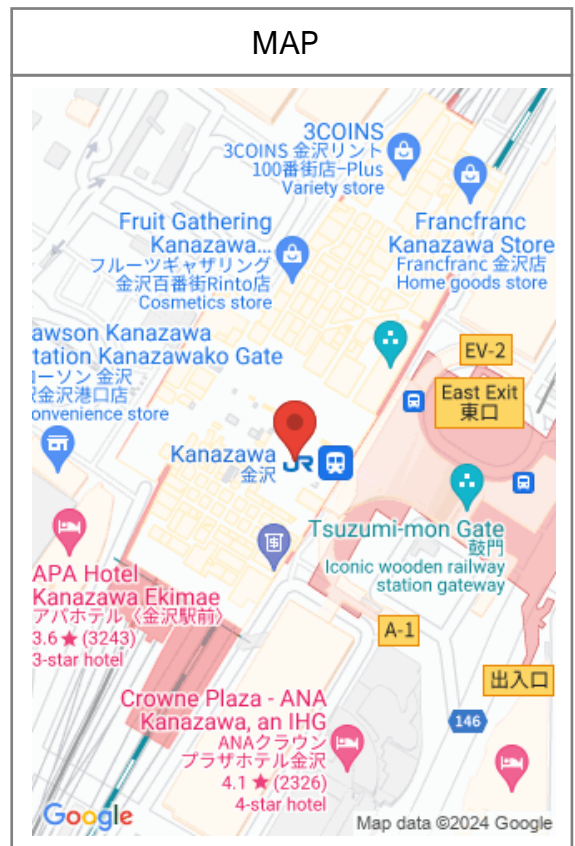 MAP
3COINS
3COINS 金沢リント
100番街店-Plus
Variety store
Francfranc
Kanazawa Store
Francfranc 金沢店
Home goods store
Fruit Gathering
Kanazawa...
フルーツギャザリング
金沢百番街Rinto店
Cosmetics store
awson Kanazawa
tation Kanazawako Gate
ローソン 金沢
駅金沢港口店
onvenience store
EV-2
East Exit
東口
Kanazawa
金沢
JR
Tsuzumi-mon Gate
鼓門
Iconic wooden railway
station gateway
APA Hotel
Kanazawa Ekimae
アパホテル〈金沢駅前〉
3.6 ★ (3243)
3-star hotel
A-1
出入口
146
Crowne Plaza - ANA
Kanazawa, an IHG
ANAクラウン
プラザホテル金沢
4.1 ★ (2326)
4-star hotel
Google
Map data ©2024 Google